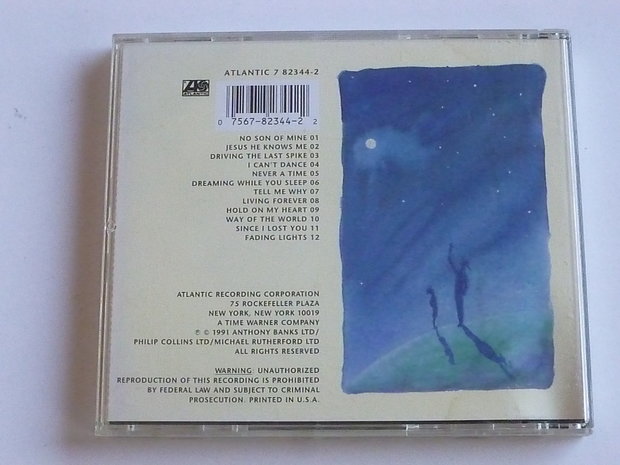 ATLANTIC 7 82344-2
ATLANTIC
0 7567-82344-2 2
NO SON OF MINE 01
JESUS HE KNOWS ME 02
DRIVING THE LAST SPIKE 03
I CAN'T DANCE 04
NEVER A TIME 05
DREAMING WHILE YOU SLEEP 06
TELL ME WHY 07
LIVING FOREVER 08
HOLD ON MY HEART 09
WAY OF THE WORLD 10
SINCE I LOST YOU 11
FADING LIGHTS 12
ATLANTIC RECORDING CORPORATION
75 ROCKEFELLER PLAZA
NEW YORK, NEW YORK 10019
A TIME WARNER COMPANY
℗ © 1991 ANTHONY BANKS LTD/
PHILIP COLLINS LTD/MICHAEL RUTHERFORD LTD
ALL RIGHTS RESERVED
WARNING: UNAUTHORIZED
REPRODUCTION OF THIS RECORDING IS PROHIBITED
BY FEDERAL LAW AND SUBJECT TO CRIMINAL
PROSECUTION. PRINTED IN U.S.A.